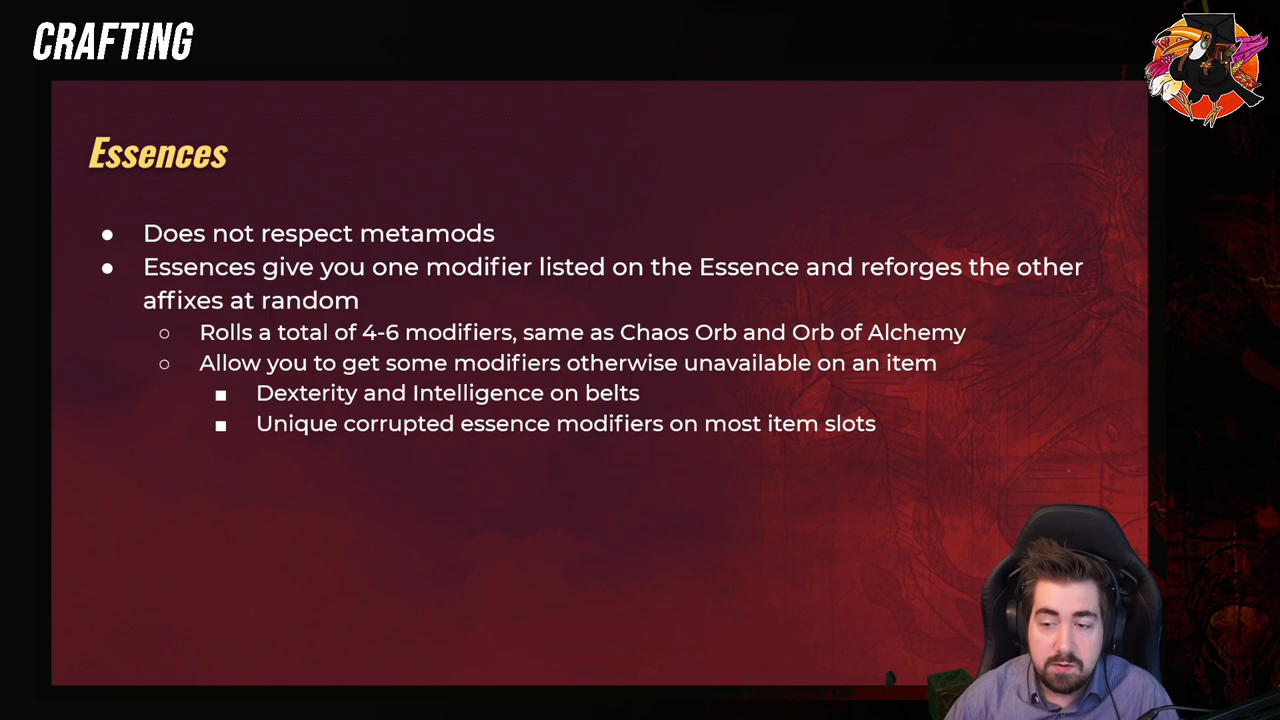 CRAFTING
Essences
● Does not respect metamods
● Essences give you one modifier listed on the Essence and reforges the other
affixes at random
○ Rolls a total of 4-6 modifiers, same as Chaos Orb and Orb of Alchemy
○ Allow you to get some modifiers otherwise unavailable on an item
■ Dexterity and Intelligence on belts
■ Unique corrupted essence modifiers on most item slots